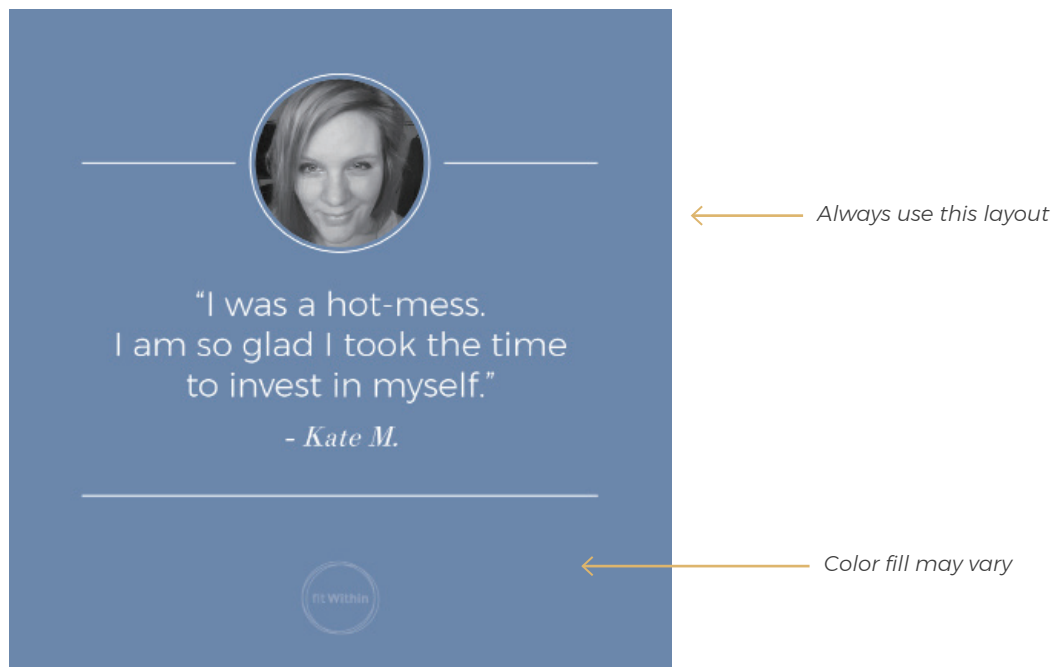 Always use this layout
“I was a hot-mess.
I am so glad I took the time
to invest in myself.”
- Kate M.
Color fill may vary
fit Within